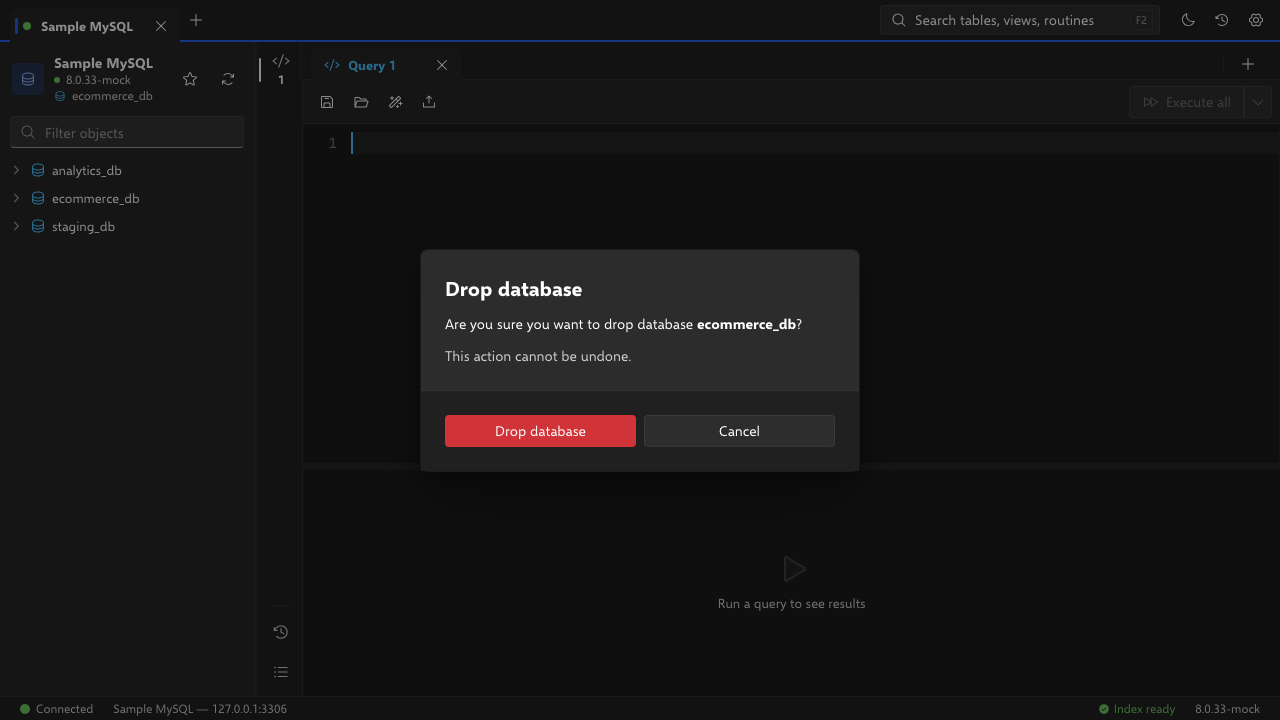 Sample MySQL
Search tables, views, routines
F2
Sample MySQL
8.0.33-mock
ecommerce_db
Filter objects
analytics_db
ecommerce_db
staging_db
1
Query 1
Execute all
1
Drop database
Are you sure you want to drop database ecommerce_db?
This action cannot be undone.
Drop database
Cancel
Run a query to see results
Connected
Sample MySQL — 127.0.0.1:3306
Index ready
8.0.33-mock